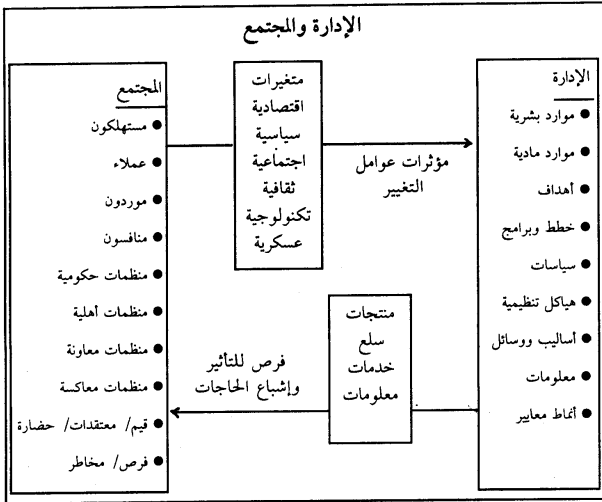 الإدارة والمجتمع
الإدارة
● موارد بشرية
● موارد مادية
● أهداف
● خطط وبرامج
● سياسات
● هياكل تنظيمية
● أساليب ووسائل
● معلومات
● أنماط معايير
مؤثرات عوامل
التغيير
متغيرات
اقتصادية
سياسية
اجتماعية
ثقافية
تكنولوجية
عسكرية
منتجات
سلع
خدمات
معلومات
فرص للتأثير
وإشباع الحاجات
المجتمع
● مستهلكون
● عملاء
● موردون
● منافسون
● منظمات حكومية
● منظمات أهلية
● منظمات معاونة
● منظمات معاكسة
● قيم/ معتقدات/ حضارة
● فرص/ مخاطر